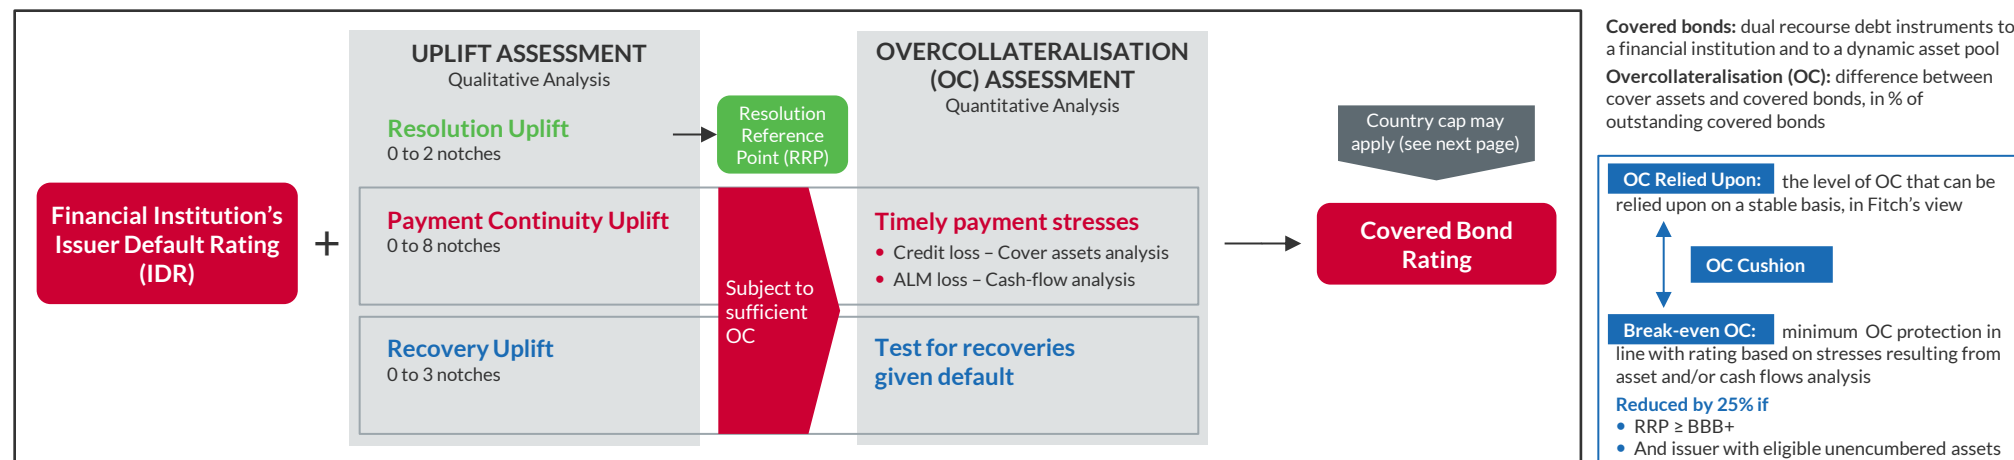 Financial Institution's
Issuer Default Rating
(IDR)
+
UPLIFT ASSESSMENT
Qualitative Analysis
Resolution Uplift
0 to 2 notches
Resolution
Reference
Point (RRP)
Payment Continuity Uplift
0 to 8 notches
Recovery Uplift
0 to 3 notches
Subject to
sufficient
OC
OVERCOLLATERALISATION
(OC) ASSESSMENT
Quantitative Analysis
Timely payment stresses
• Credit loss – Cover assets analysis
• ALM loss – Cash-flow analysis
Test for recoveries
given default
Country cap may
apply (see next page)
Covered Bond
Rating
Covered bonds: dual recourse debt instruments to
a financial institution and to a dynamic asset pool
Overcollateralisation (OC): difference between
cover assets and covered bonds, in % of
outstanding covered bonds
OC Relied Upon: the level of OC that can be
relied upon on a stable basis, in Fitch's view
OC Cushion
Break-even OC: minimum OC protection in
line with rating based on stresses resulting from
asset and/or cash flows analysis
Reduced by 25% if
• RRP ≥ BBB+
• And issuer with eligible unencumbered assets